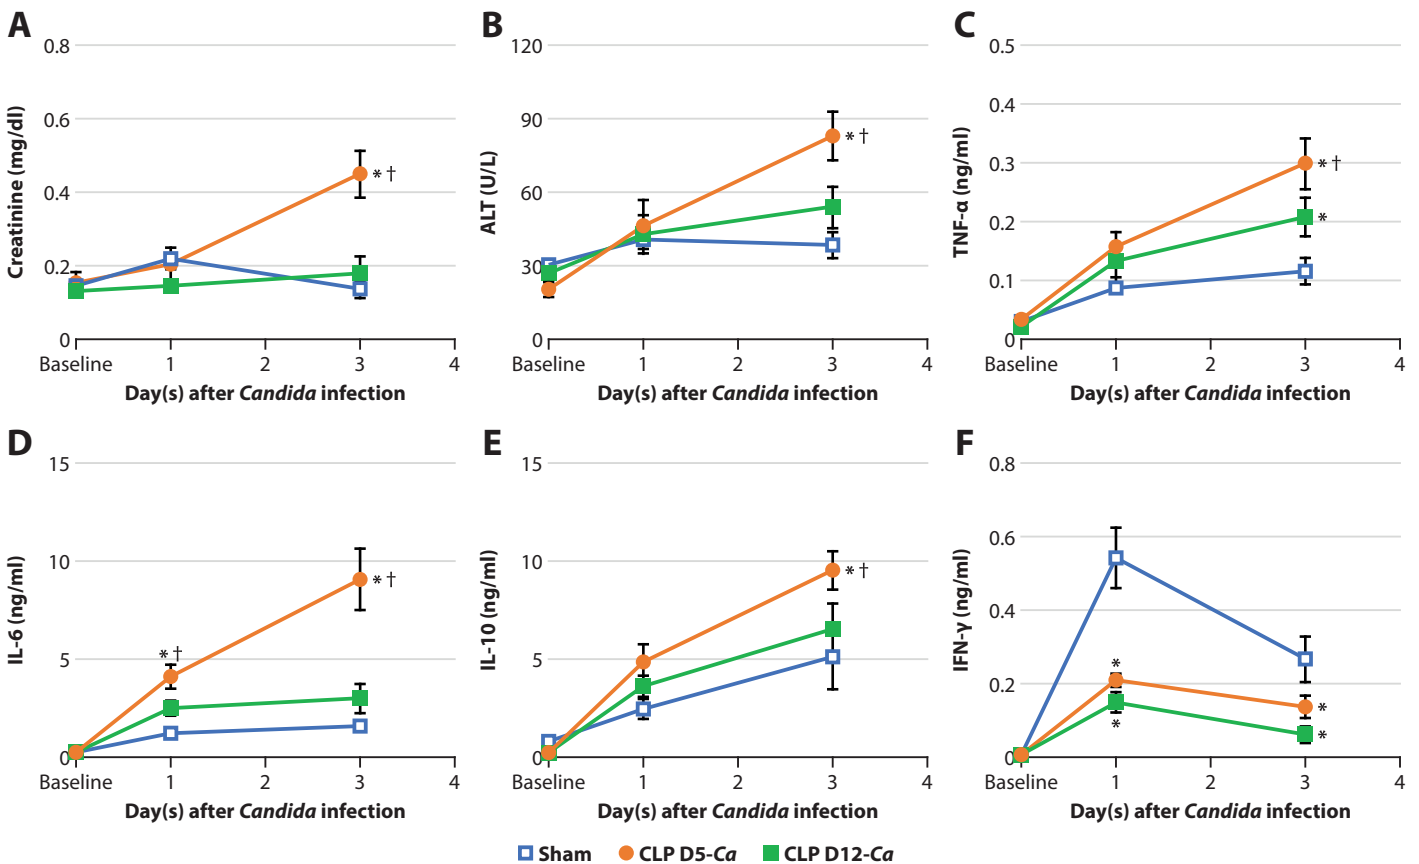 A
Creatinine (mg/dl)
0.8
0.6
0.4
0.2
0
* †
Baseline 1 2 3 4
Day(s) after Candida infection
B
ALT (U/L)
120
90
60
30
0
* †
Baseline 1 2 3 4
Day(s) after Candida infection
C
TNF-α (ng/ml)
0.5
0.4
0.3
0.2
0.1
0
* †
*
Baseline 1 2 3 4
Day(s) after Candida infection
D
IL-6 (ng/ml)
15
10
5
0
* †
* †
Baseline 1 2 3 4
Day(s) after Candida infection
E
IL-10 (ng/ml)
15
10
5
0
* †
Baseline 1 2 3 4
Day(s) after Candida infection
F
IFN-γ (ng/ml)
0.8
0.6
0.4
0.2
0
*
*
*
*
Baseline 1 2 3 4
Day(s) after Candida infection
Sham CLP D5-Ca CLP D12-Ca